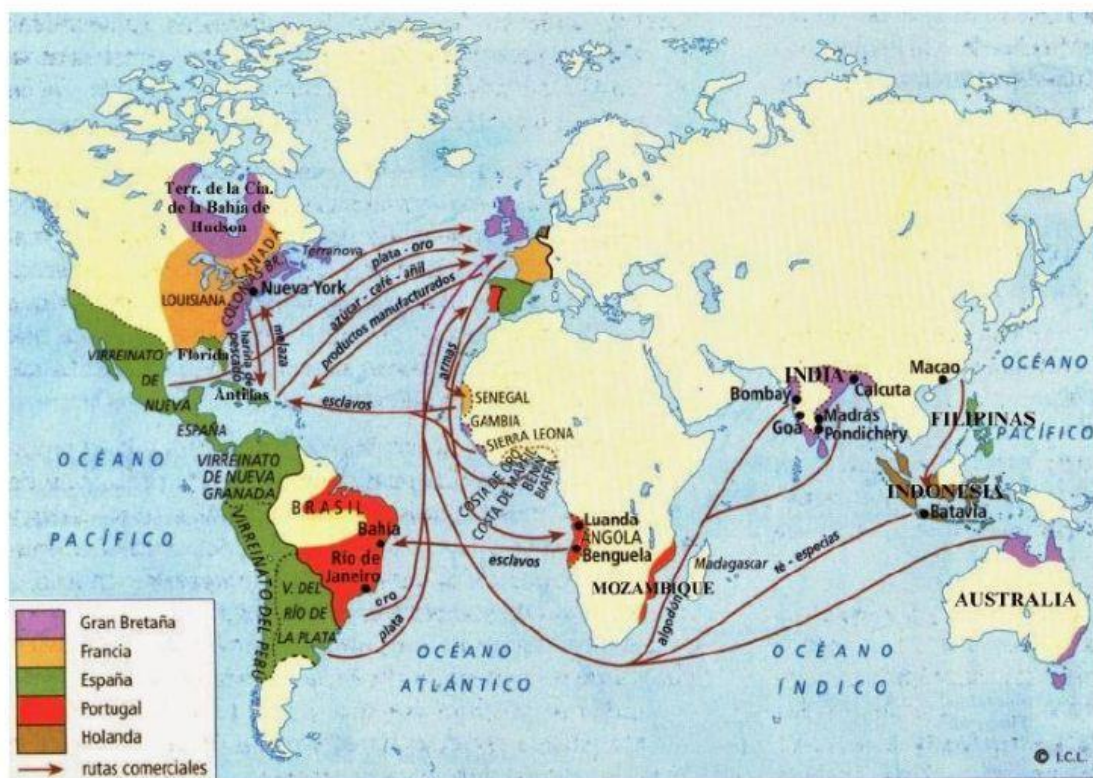 Terr. de la Cia.
de la Bahía de
Hudson
CANADA
Terranova
COLONIAS BR.
LOUISIANA
Nueva York
Florida
harina de
pescado
melaza
Antillas
VIRREINATO
DE
NUEVA
ESPAÑA
plata - oro
azúcar - café - añil
productos manufacturados
armas
esclavos
SENEGAL
GAMBIA
SIERRA LEONA
COSTA DE ORO
COSTA DE MARFIL
BENIN
BIAFRA
VIRREINATO
DE NUEVA
GRANADA
VIRREINATO DEL PERÚ
BRASIL
Bahía
Río de
Janeiro
V. DEL
RÍO DE
LA PLATA
oro
plata
esclavos
Luanda
ANGOLA
Benguela
MOZAMBIQUE
Madagascar
algodón
té - especias
INDIA
Bombay
Calcuta
Goa
Madrás
Pondichery
Macao
FILIPINAS
INDONESIA
Batavia
AUSTRALIA
OCÉANO
PACÍFICO
OCÉANO
PACÍFICO
OCÉANO
ATLÁNTICO
OCÉANO
ÍNDICO
Gran Bretaña
Francia
España
Portugal
Holanda
rutas comerciales
© I.C.L.